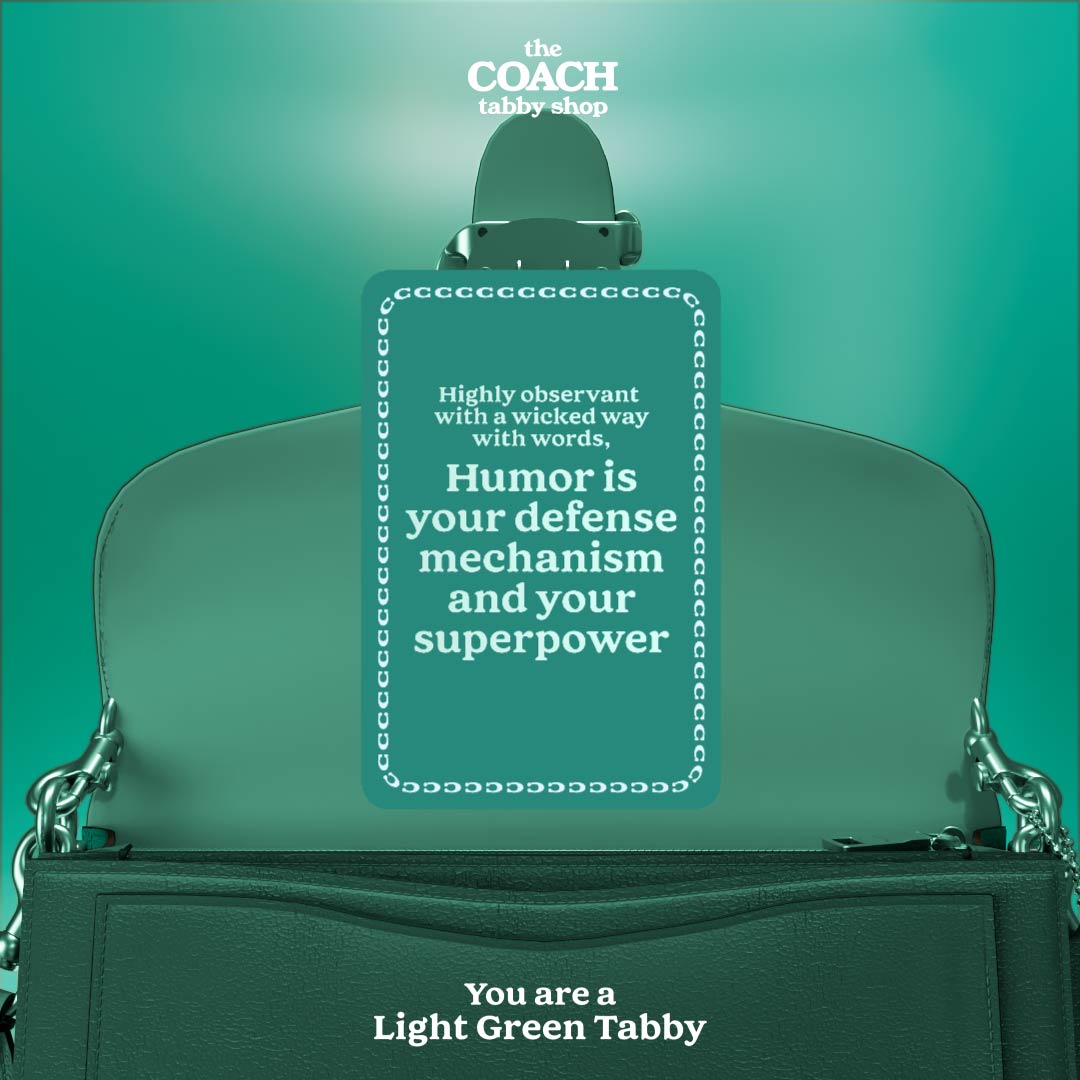 the
COACH
tabby shop
Highly observant
with a wicked way
with words,
Humor is
your defense
mechanism
and your
superpower
You are a
Light Green Tabby